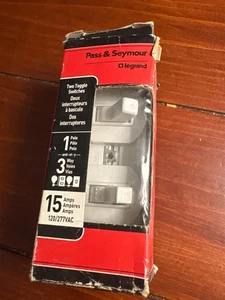 Pass & Seymour
legrand
Two Toggle
Switches
Deux
interrupteurs
à bascule
Dos
interruptores
1 Pole
Pôle
Polo
3 Way
Voies
Vías
15 Amps
Ampères
Amps
120/277VAC